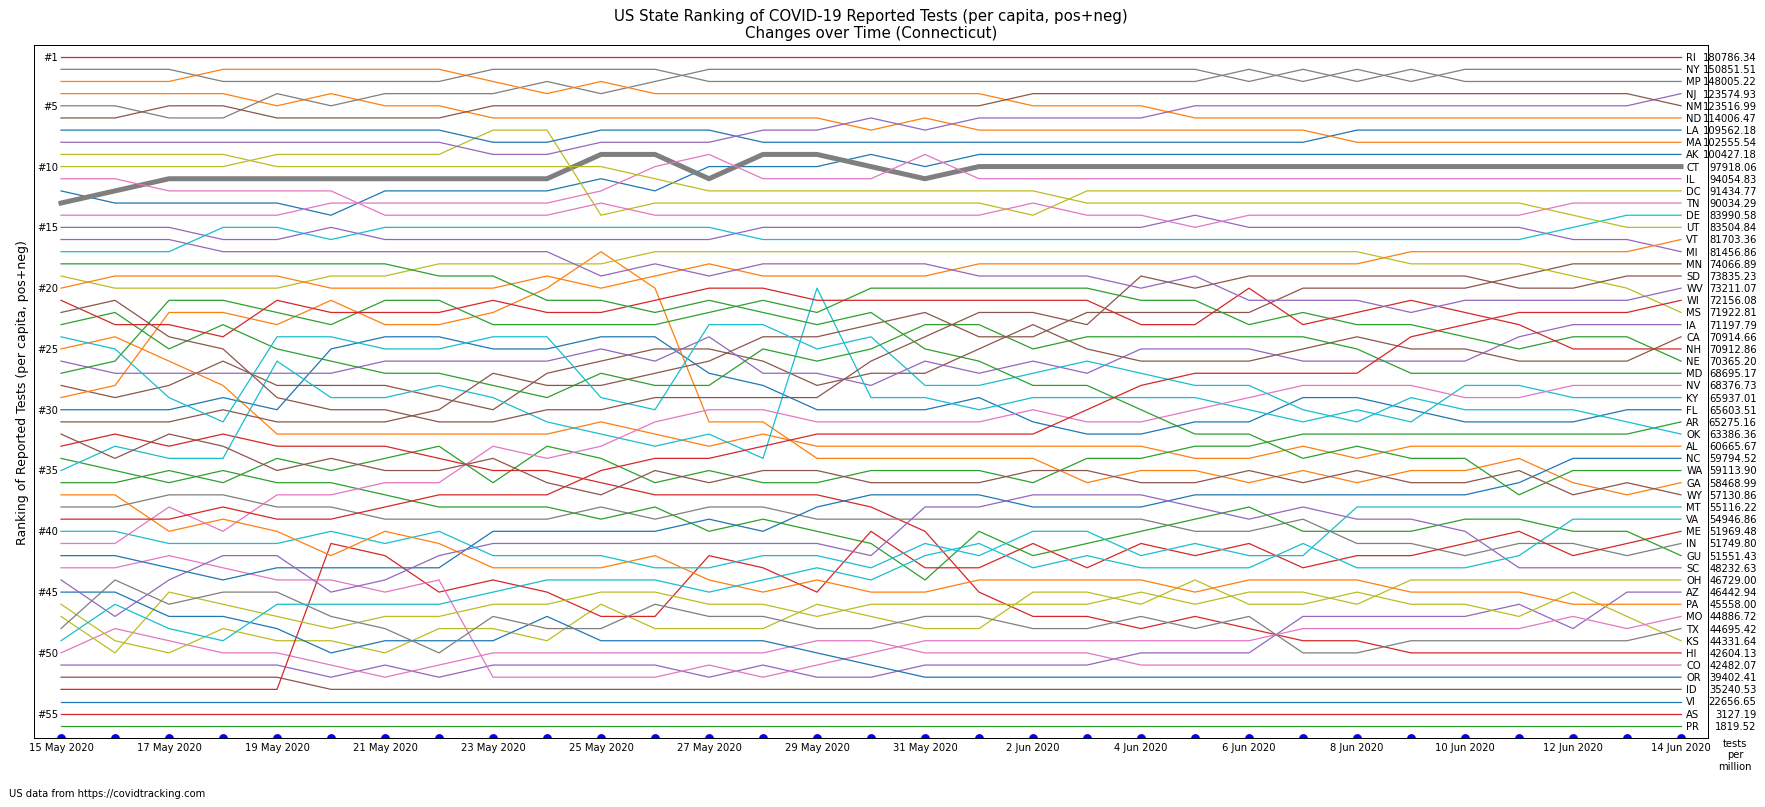 US State Ranking of COVID-19 Reported Tests (per capita, pos+neg)
Changes over Time (Connecticut)
Ranking of Reported Tests (per capita, pos+neg)
#1
#5
#10
#15
#20
#25
#30
#35
#40
#45
#50
#55
RI 180786.34
NY 150851.51
MP 148005.22
NJ 123574.93
NM 123516.99
ND 114006.47
LA 109562.18
MA 102555.54
AK 100427.18
CT 97918.06
IL 94054.83
DC 91434.77
TN 90034.29
DE 83990.58
UT 83504.84
VT 81703.36
MI 81456.86
MN 74066.89
SD 73835.23
WV 73211.07
WI 72156.08
MS 71922.81
IA 71197.79
CA 70914.66
NH 70912.86
NE 70365.20
MD 68695.17
NV 68376.73
KY 65937.01
FL 65603.51
AR 65275.16
OK 63386.36
AL 60665.67
NC 59794.52
WA 59113.90
GA 58468.99
WY 57130.86
MT 55116.22
VA 54946.86
ME 51969.48
IN 51749.80
GU 51551.43
SC 48232.63
OH 46729.00
AZ 46442.94
PA 45558.00
MO 44886.72
TX 44695.42
KS 44331.64
HI 42604.13
CO 42482.07
OR 39402.41
ID 35240.53
VI 22656.65
AS 3127.19
PR 1819.52
15 May 2020 17 May 2020 19 May 2020 21 May 2020 23 May 2020 25 May 2020 27 May 2020 29 May 2020 31 May 2020 2 Jun 2020 4 Jun 2020 6 Jun 2020 8 Jun 2020 10 Jun 2020 12 Jun 2020 14 Jun 2020
tests
per
million
US data from https://covidtracking.com